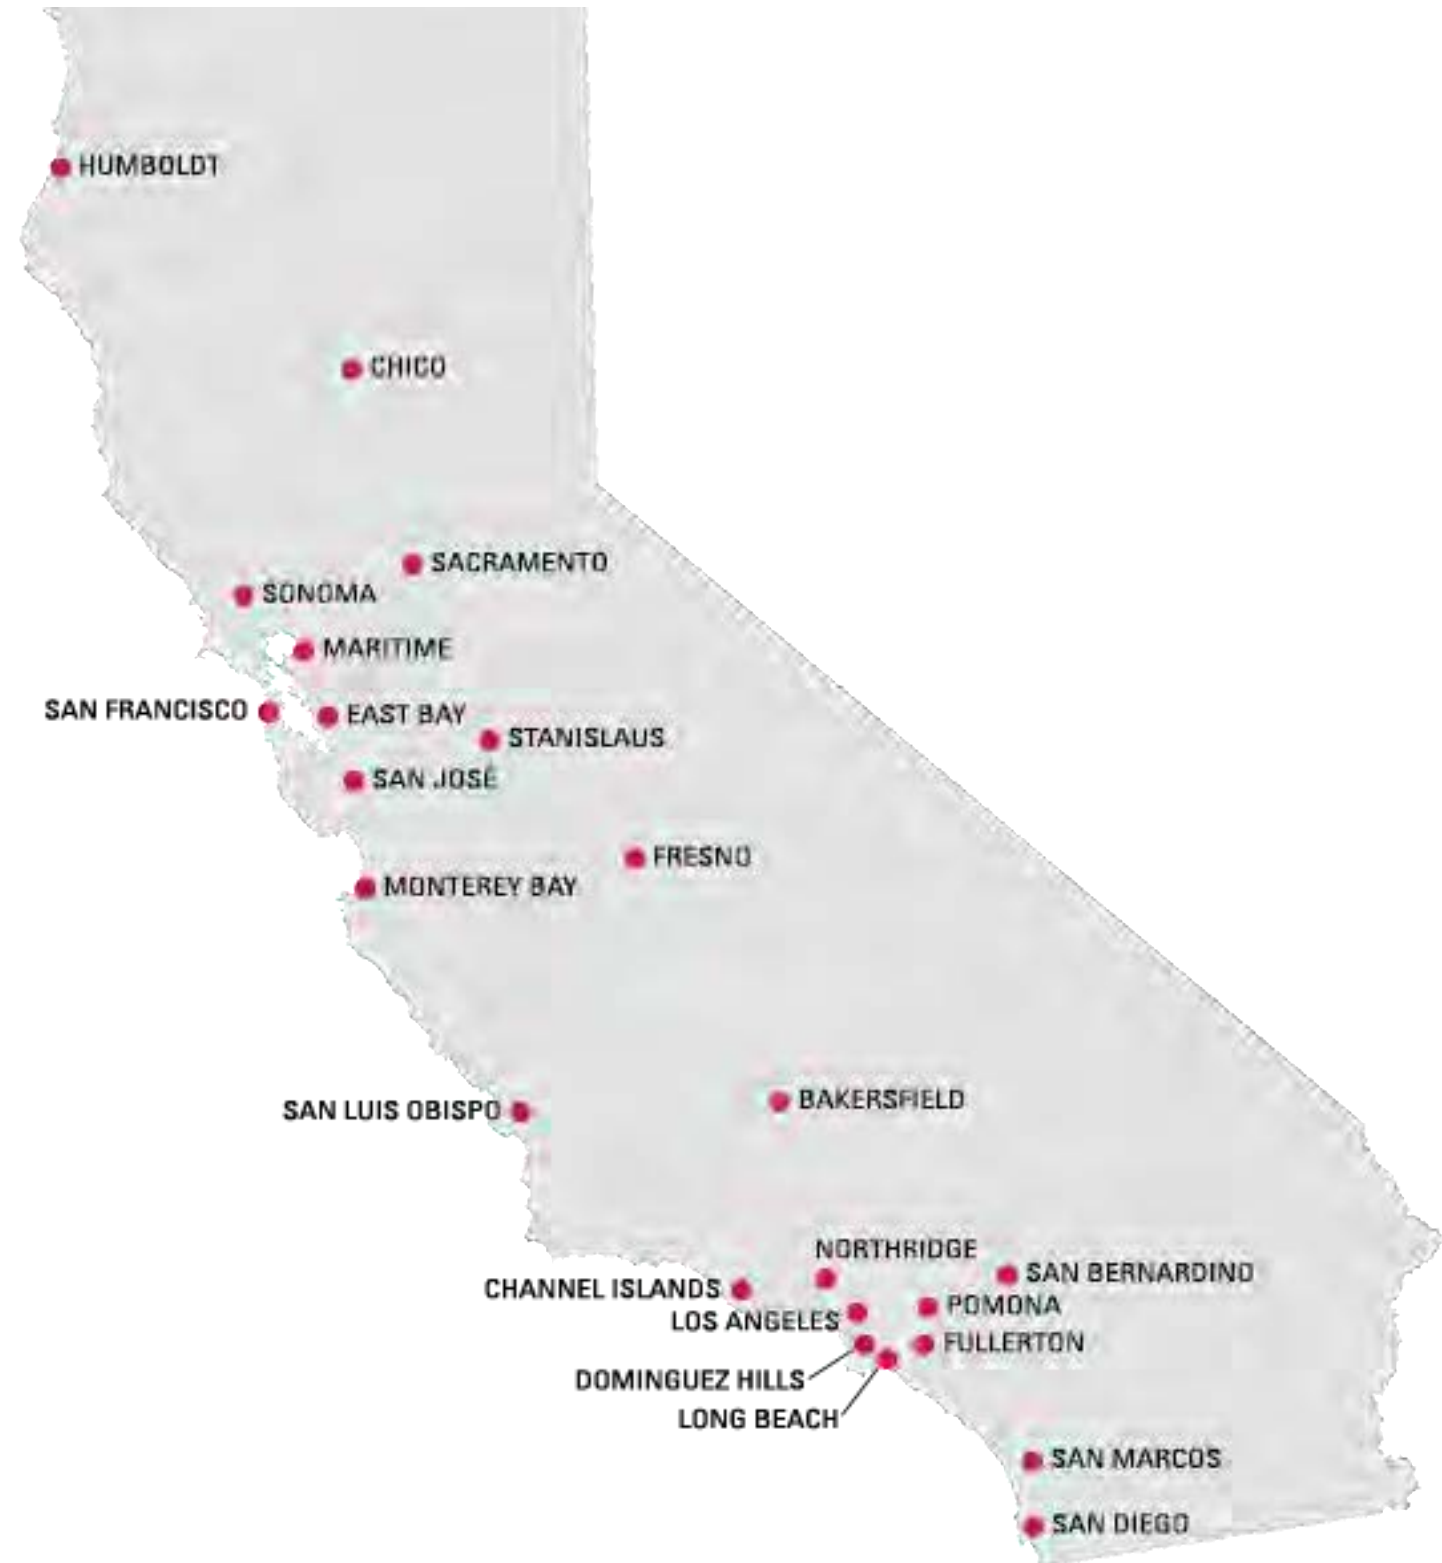 HUMBOLDT
CHICO
SACRAMENTO
SONOMA
MARITIME
SAN FRANCISCO
EAST BAY
STANISLAUS
SAN JOSÉ
FRESNO
MONTEREY BAY
BAKERSFIELD
SAN LUIS OBISPO
NORTHRIDGE
SAN BERNARDINO
CHANNEL ISLANDS
POMONA
LOS ANGELES
FULLERTON
DOMINGUEZ HILLS
LONG BEACH
SAN MARCOS
SAN DIEGO